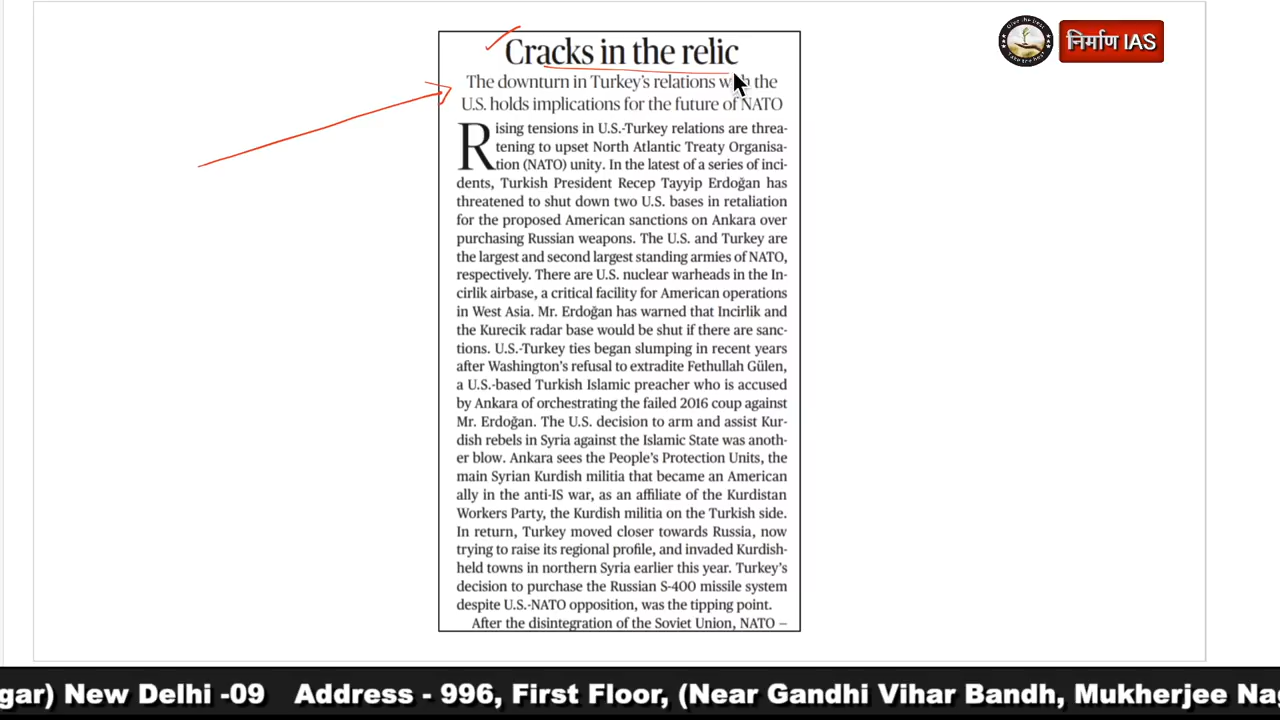 Cracks in the relic
The downturn in Turkey's relations with the
U.S. holds implications for the future of NATO
Rising tensions in U.S.-Turkey relations are threa-
tening to upset North Atlantic Treaty Organisa-
tion (NATO) unity. In the latest of a series of inci-
dents, Turkish President Recep Tayyip Erdoğan has
threatened to shut down two U.S. bases in retaliation
for the proposed American sanctions on Ankara over
purchasing Russian weapons. The U.S. and Turkey are
the largest and second largest standing armies of NATO,
respectively. There are U.S. nuclear warheads in the In-
cirlik airbase, a critical facility for American operations
in West Asia. Mr. Erdoğan has warned that Incirlik and
the Kurecik radar base would be shut if there are sanc-
tions. U.S.-Turkey ties began slumping in recent years
after Washington's refusal to extradite Fethullah Gülen,
a U.S.-based Turkish Islamic preacher who is accused
by Ankara of orchestrating the failed 2016 coup against
Mr. Erdoğan. The U.S. decision to arm and assist Kur-
dish rebels in Syria against the Islamic State was anoth-
er blow. Ankara sees the People's Protection Units, the
main Syrian Kurdish militia that became an American
ally in the anti-IS war, as an affiliate of the Kurdistan
Workers Party, the Kurdish militia on the Turkish side.
In return, Turkey moved closer towards Russia, now
trying to raise its regional profile, and invaded Kurdish-
held towns in northern Syria earlier this year. Turkey's
decision to purchase the Russian S-400 missile system
despite U.S.-NATO opposition, was the tipping point.
After the disintegration of the Soviet Union, NATO –
निर्माण IAS
gar) New Delhi -09 Address - 996, First Floor, (Near Gandhi Vihar Bandh, Mukherjee Na